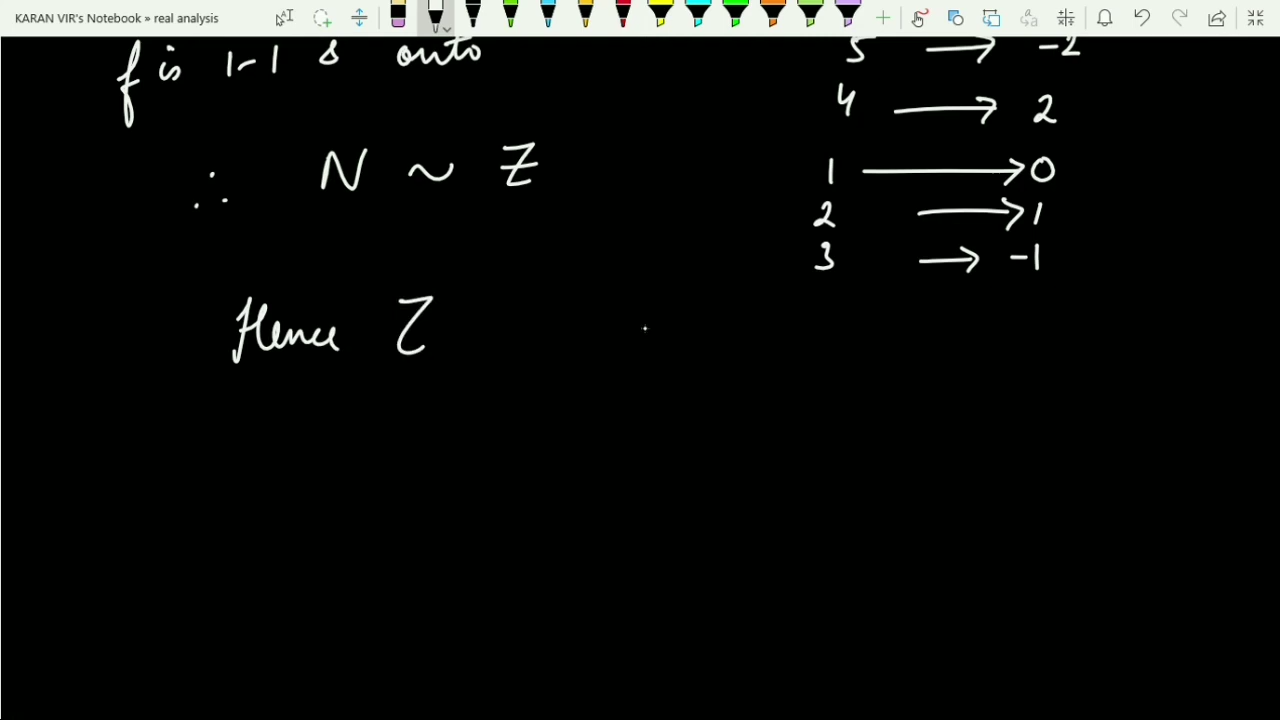 KARAN VIR's Notebook » real analysis
f is 1-1 & onto
∴ N ~ Z
Hence Z
5 → -2
4 → 2
1 → 0
2 → 1
3 → -1